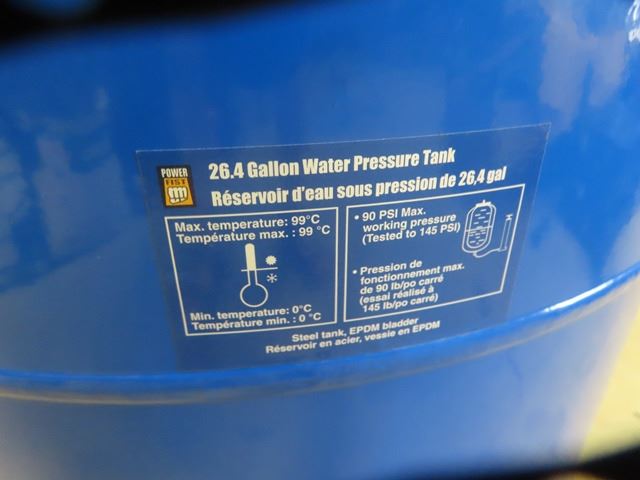 POWER
FIST
26.4 Gallon Water Pressure Tank
Réservoir d'eau sous pression de 26,4 gal
Max. temperature: 99°C
Température max. : 99 °C
Min. temperature: 0°C
Température min. : 0 °C
• 90 PSI Max.
working pressure
(Tested to 145 PSI)
• Pression de
fonctionnement max.
de 90 lb/po carré
(essai réalisé à
145 lb/po carré)
Steel tank, EPDM bladder
Réservoir en acier, vessie en EPDM